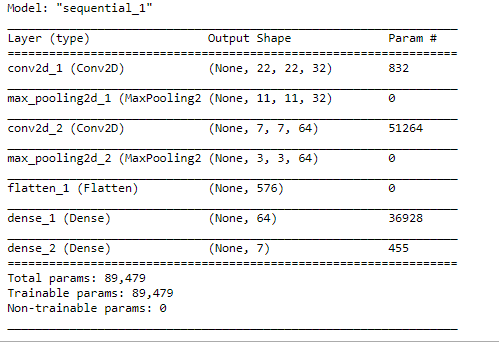 Model: "sequential_1"
Layer (type) Output Shape Param #
conv2d_1 (Conv2D) (None, 22, 22, 32) 832
max_pooling2d_1 (MaxPooling2 (None, 11, 11, 32) 0
conv2d_2 (Conv2D) (None, 7, 7, 64) 51264
max_pooling2d_2 (MaxPooling2 (None, 3, 3, 64) 0
flatten_1 (Flatten) (None, 576) 0
dense_1 (Dense) (None, 64) 36928
dense_2 (Dense) (None, 7) 455
Total params: 89,479
Trainable params: 89,479
Non-trainable params: 0